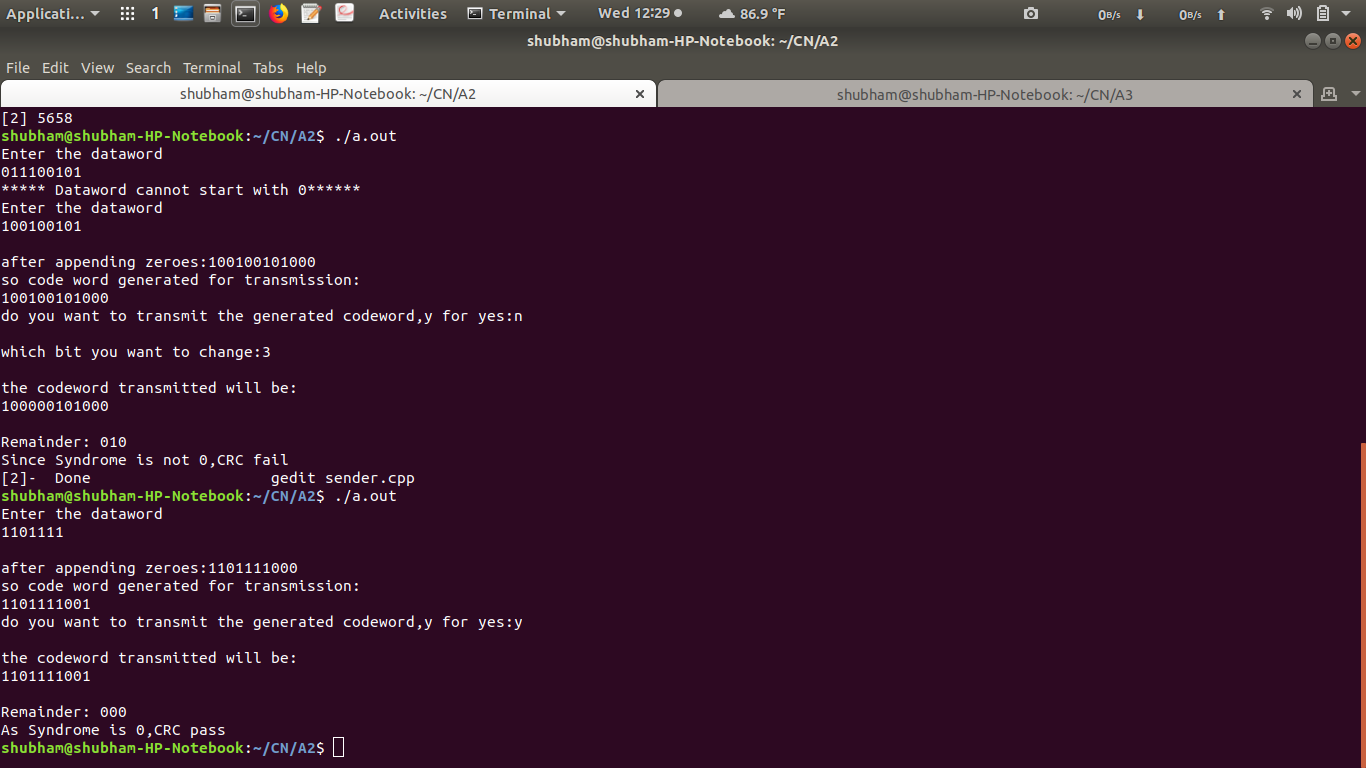 Applicati... 1 Activities Terminal Wed 12:29 86.9 °F 0B/s 0B/s
shubham@shubham-HP-Notebook: ~/CN/A2
File Edit View Search Terminal Tabs Help
shubham@shubham-HP-Notebook: ~/CN/A2 × shubham@shubham-HP-Notebook: ~/CN/A3 ×
[2] 5658
shubham@shubham-HP-Notebook:~/CN/A2$ ./a.out
Enter the dataword
011100101
***** Dataword cannot start with 0******
Enter the dataword
100100101
after appending zeroes:100100101000
so code word generated for transmission:
100100101000
do you want to transmit the generated codeword,y for yes:n
which bit you want to change:3
the codeword transmitted will be:
100000101000
Remainder: 010
Since Syndrome is not 0,CRC fail
[2]-  Done                    gedit sender.cpp
shubham@shubham-HP-Notebook:~/CN/A2$ ./a.out
Enter the dataword
1101111
after appending zeroes:1101111000
so code word generated for transmission:
1101111001
do you want to transmit the generated codeword,y for yes:y
the codeword transmitted will be:
1101111001
Remainder: 000
As Syndrome is 0,CRC pass
shubham@shubham-HP-Notebook:~/CN/A2$